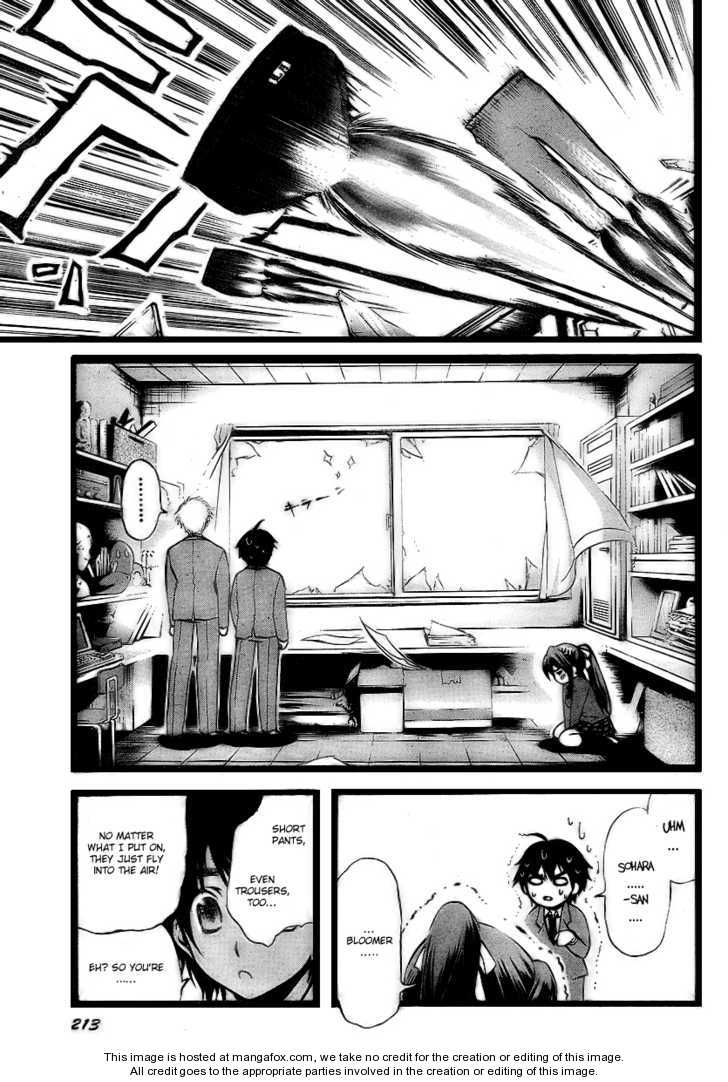 キラーン
UHM
...
SOHARA
.....
-SAN
....
...
BLOOMER
.....
SHORT
PANTS,
EVEN
TROUSERS,
TOO...
NO MATTER
WHAT I PUT ON,
THEY JUST FLY
INTO THE AIR!
EH? SO YOU'RE
......
213
This image is hosted at mangafox.com, we take no credit for the creation or editing of this image.
All credit goes to the appropriate parties involved in the creation or editing of this image.